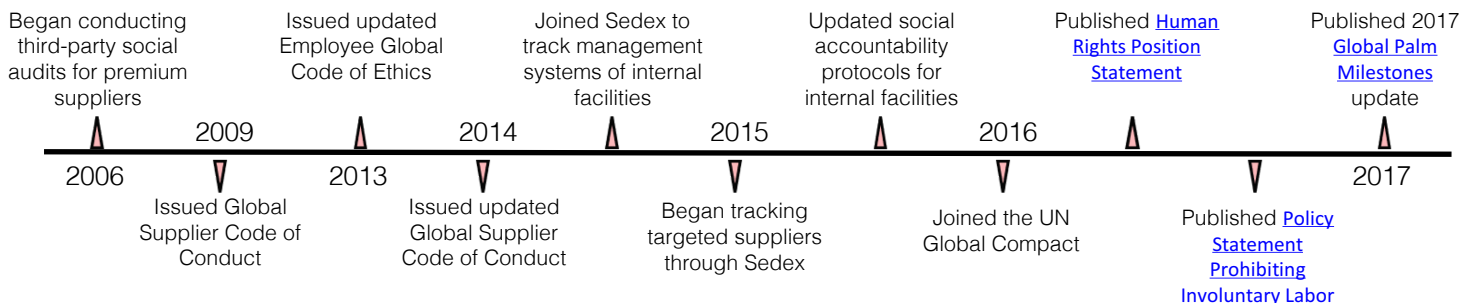 Began conducting
third-party social
audits for premium
suppliers
Issued updated
Employee Global
Code of Ethics
Joined Sedex to
track management
systems of internal
facilities
Updated social
accountability
protocols for
internal facilities
Published Human
Rights Position
Statement
Published 2017
Global Palm
Milestones
update
2009
2014
2015
2016
2006
2013
2017
Issued Global
Supplier Code of
Conduct
Issued updated
Global Supplier
Code of Conduct
Began tracking
targeted suppliers
through Sedex
Joined the UN
Global Compact
Published Policy
Statement
Prohibiting
Involuntary Labor